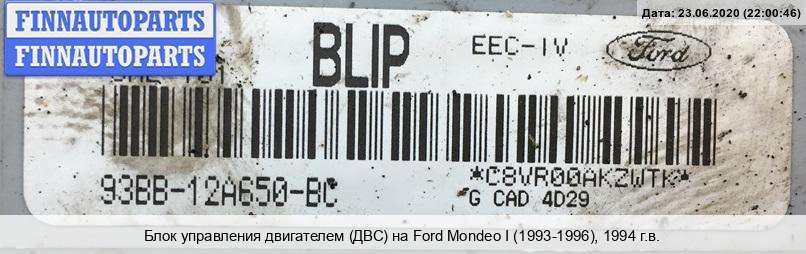 FINNAUTOPARTS
FINNAUTOPARTS
Дата: 23.06.2020 (22:00:46)
BLIP
EEC-IV
Ford
93BB-12A650-BC
*C8VR00AKZWTK*
G CAD 4D29
Блок управления двигателем (ДВС) на Ford Mondeo I (1993-1996), 1994 г.в.